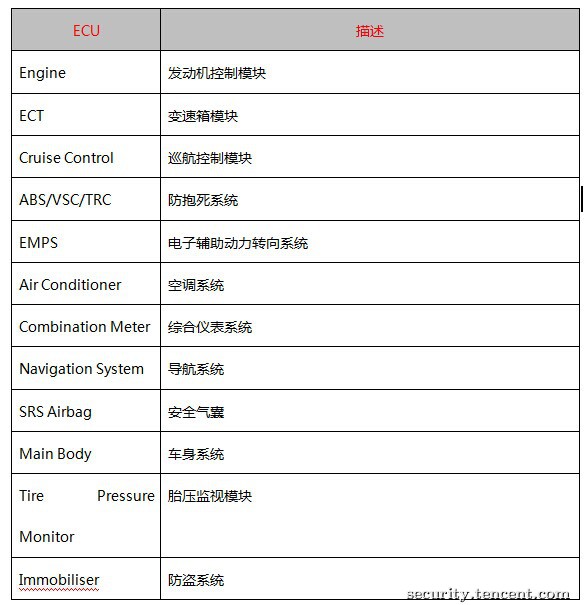 ECU 描述
Engine 发动机控制模块
ECT 变速箱模块
Cruise Control 巡航控制模块
ABS/VSC/TRC 防抱死系统
EMPS 电子辅助动力转向系统
Air Conditioner 空调系统
Combination Meter 综合仪表系统
Navigation System 导航系统
SRS Airbag 安全气囊
Main Body 车身系统
Tire Pressure 胎压监视模块
Monitor
Immobiliser 防盗系统
security.tencent.com